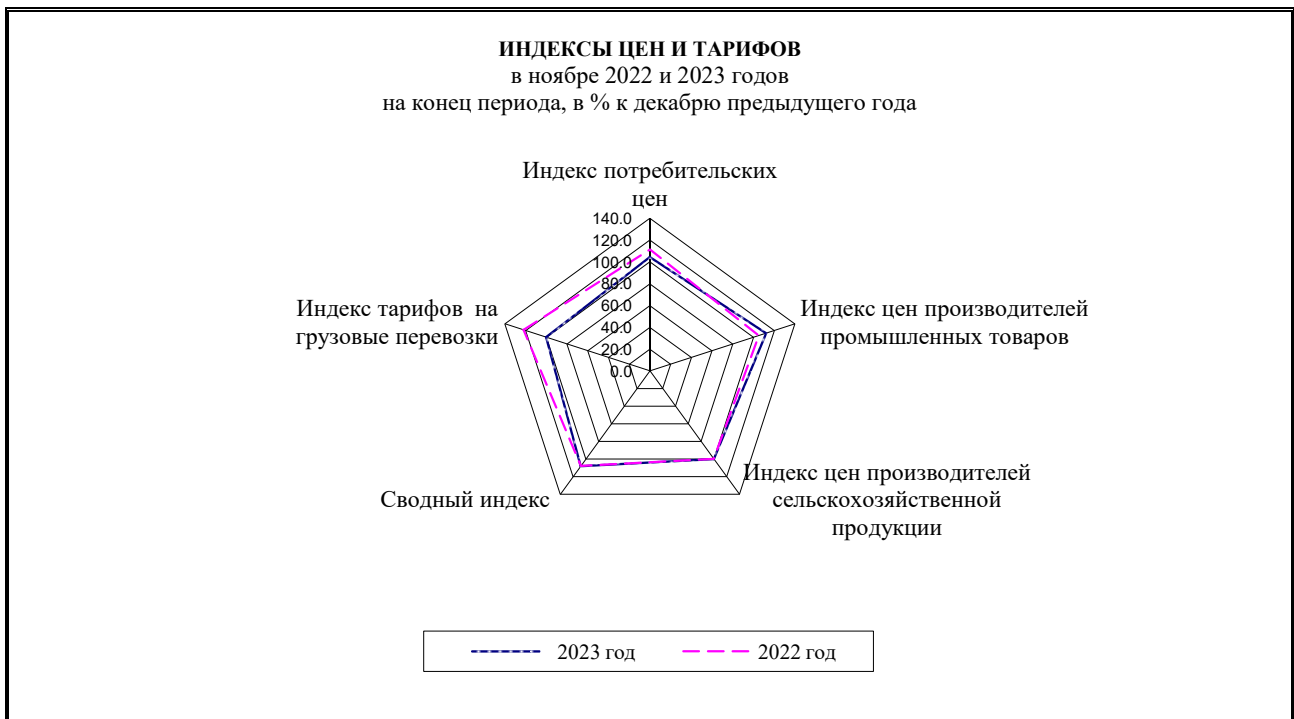 ИНДЕКСЫ ЦЕН И ТАРИФОВ
в ноябре 2022 и 2023 годов
на конец периода, в % к декабрю предыдущего года
Индекс потребительских
цен
140.0
120.0
100.0
80.0
60.0
40.0
20.0
0.0
Индекс тарифов на
грузовые перевозки
Индекс цен производителей
промышленных товаров
Индекс цен производителей
сельскохозяйственной
продукции
Сводный индекс
2023 год
2022 год